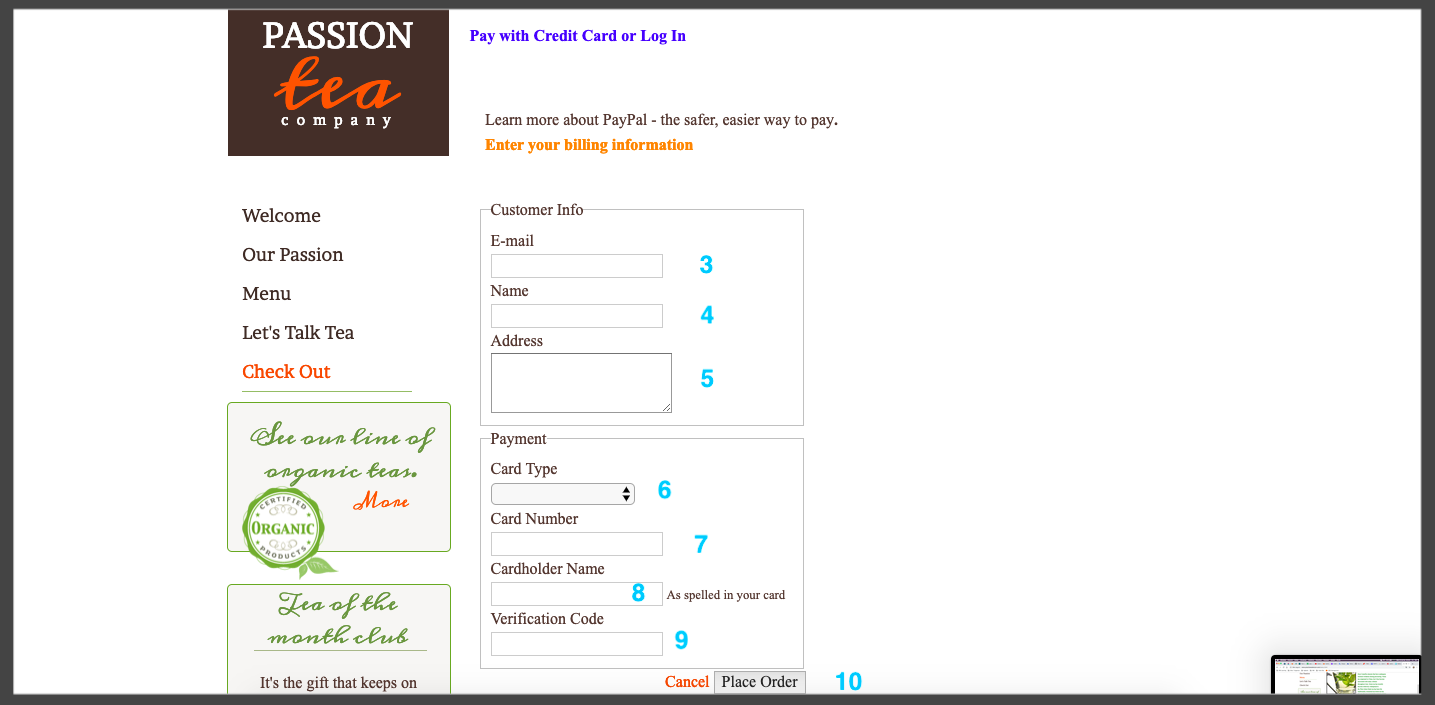 PASSION
tea
company
Pay with Credit Card or Log In
Learn more about PayPal - the safer, easier way to pay.
Enter your billing information
Welcome
Our Passion
Menu
Let's Talk Tea
Check Out
See our line of
organic teas.
More
CERTIFIED
ORGANIC
PRODUCTS
Tea of the
month club
It's the gift that keeps on
Customer Info
E-mail
3
Name
4
Address
5
Payment
Card Type
6
Card Number
7
Cardholder Name
8 As spelled in your card
Verification Code
9
Cancel Place Order 10